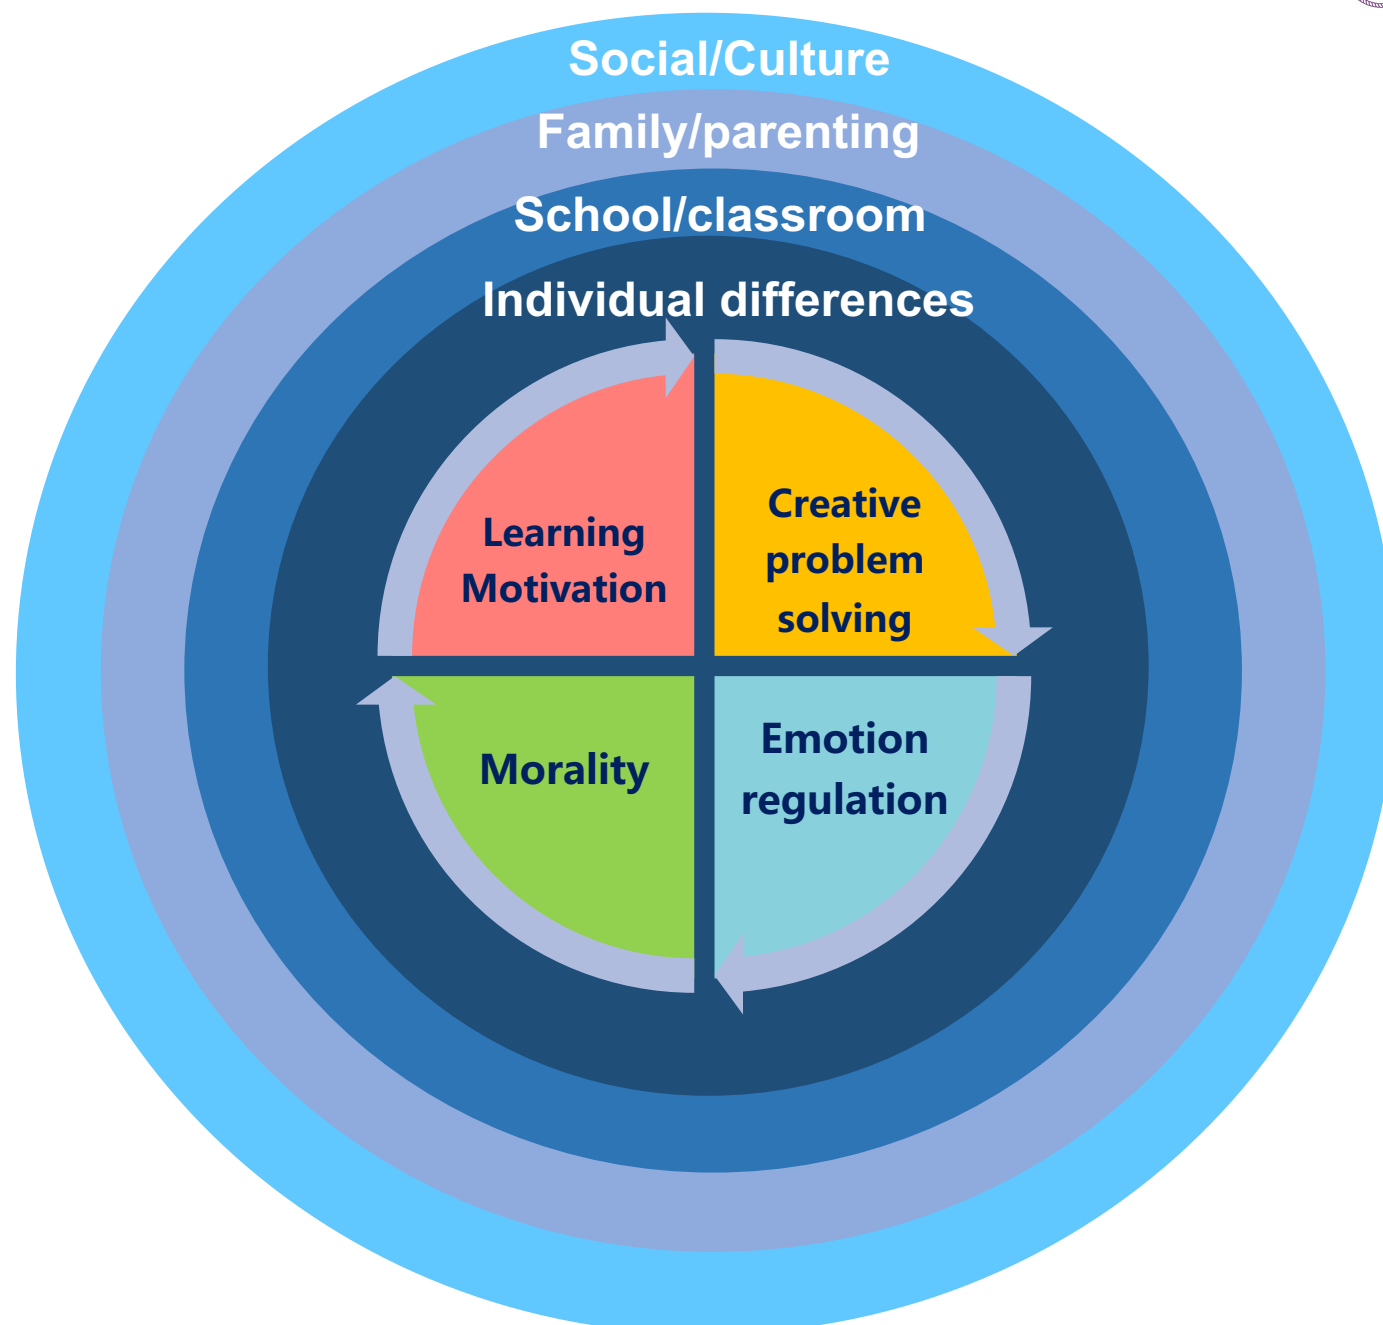 Social/Culture
Family/parenting
School/classroom
Individual differences
Learning
Motivation
Creative
problem
solving
Morality
Emotion
regulation